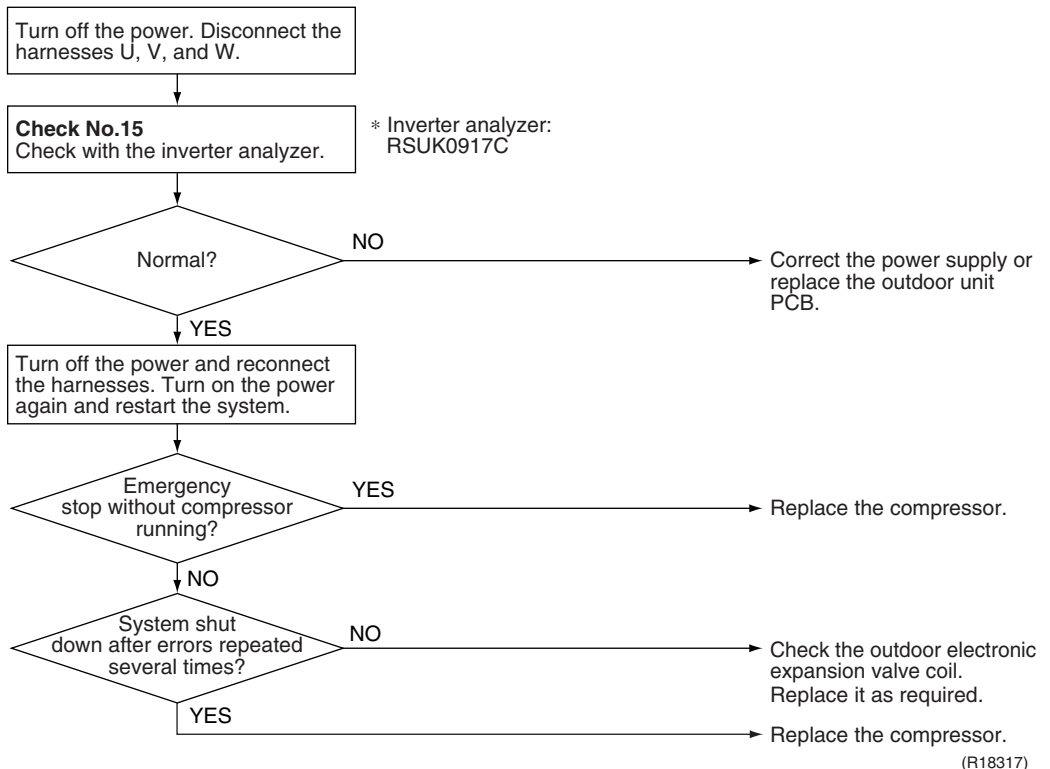 Turn off the power. Disconnect the
harnesses U, V, and W.
Check No.15
Check with the inverter analyzer.
* Inverter analyzer:
RSUK0917C
Normal?
NO
Correct the power supply or
replace the outdoor unit
PCB.
YES
Turn off the power and reconnect
the harnesses. Turn on the power
again and restart the system.
Emergency
stop without compressor
running?
YES
Replace the compressor.
NO
System shut
down after errors repeated
several times?
NO
Check the outdoor electronic
expansion valve coil.
Replace it as required.
YES
Replace the compressor.
(R18317)